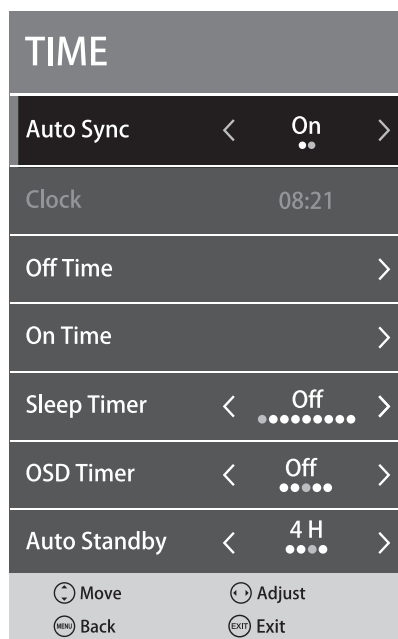 TIME
Auto Sync < On >
Clock 08:21
Off Time >
On Time >
Sleep Timer < Off >
OSD Timer < Off >
Auto Standby < 4 H >
Move Adjust
MENU Back EXIT Exit